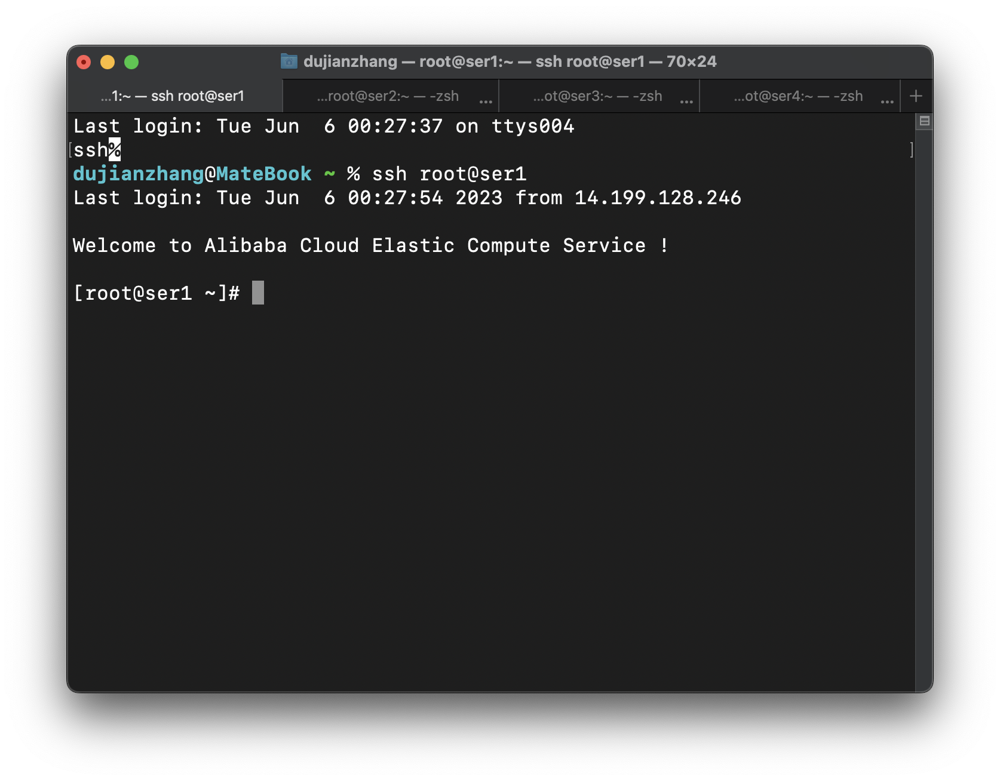 dujianzhang — root@ser1:~ — ssh root@ser1 — 70×24
...1:~ — ssh root@ser1
...root@ser2:~ — -zsh ...
...ot@ser3:~ — -zsh ...
...ot@ser4:~ — -zsh ...
Last login: Tue Jun  6 00:27:37 on ttys004
[ssh% ]
dujianzhang@MateBook ~ % ssh root@ser1
Last login: Tue Jun  6 00:27:54 2023 from 14.199.128.246
Welcome to Alibaba Cloud Elastic Compute Service !
[root@ser1 ~]#